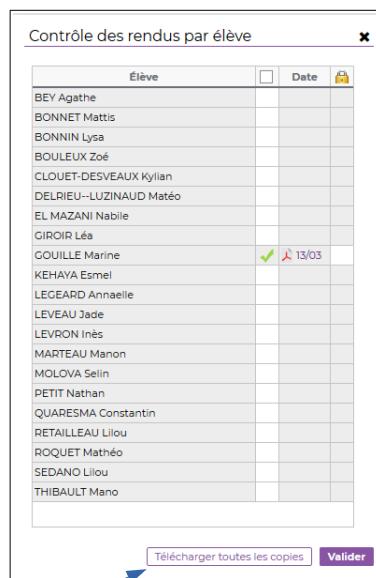 Contrôle des rendus par élève
Élève Date
BEY Agathe
BONNET Mattis
BONNIN Lysa
BOULEUX Zoé
CLOUET-DESVEAUX Kylian
DELRIEU--LUZINAUD Matéo
EL MAZANI Nabile
GIROIR Léa
GOUILLE Marine 13/03
KEHAYA Esmel
LEGEARD Annaelle
LEVEAU Jade
LEVRON Inès
MARTEAU Manon
MOLOVA Selin
PETIT Nathan
QUARESMA Constantin
RETAILLEAU Lilou
ROQUET Mathéo
SEDANO Lilou
THIBAULT Mano
Télécharger toutes les copies Valider